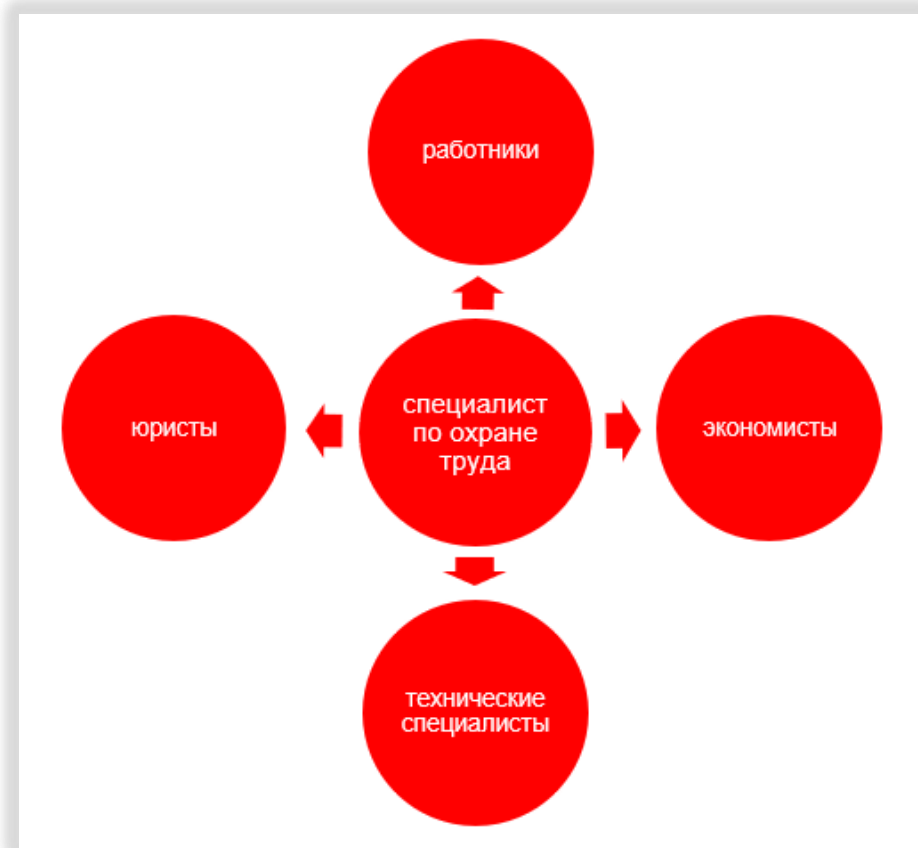 работники
юристы
специалист
по охране
труда
экономисты
технические
специалисты